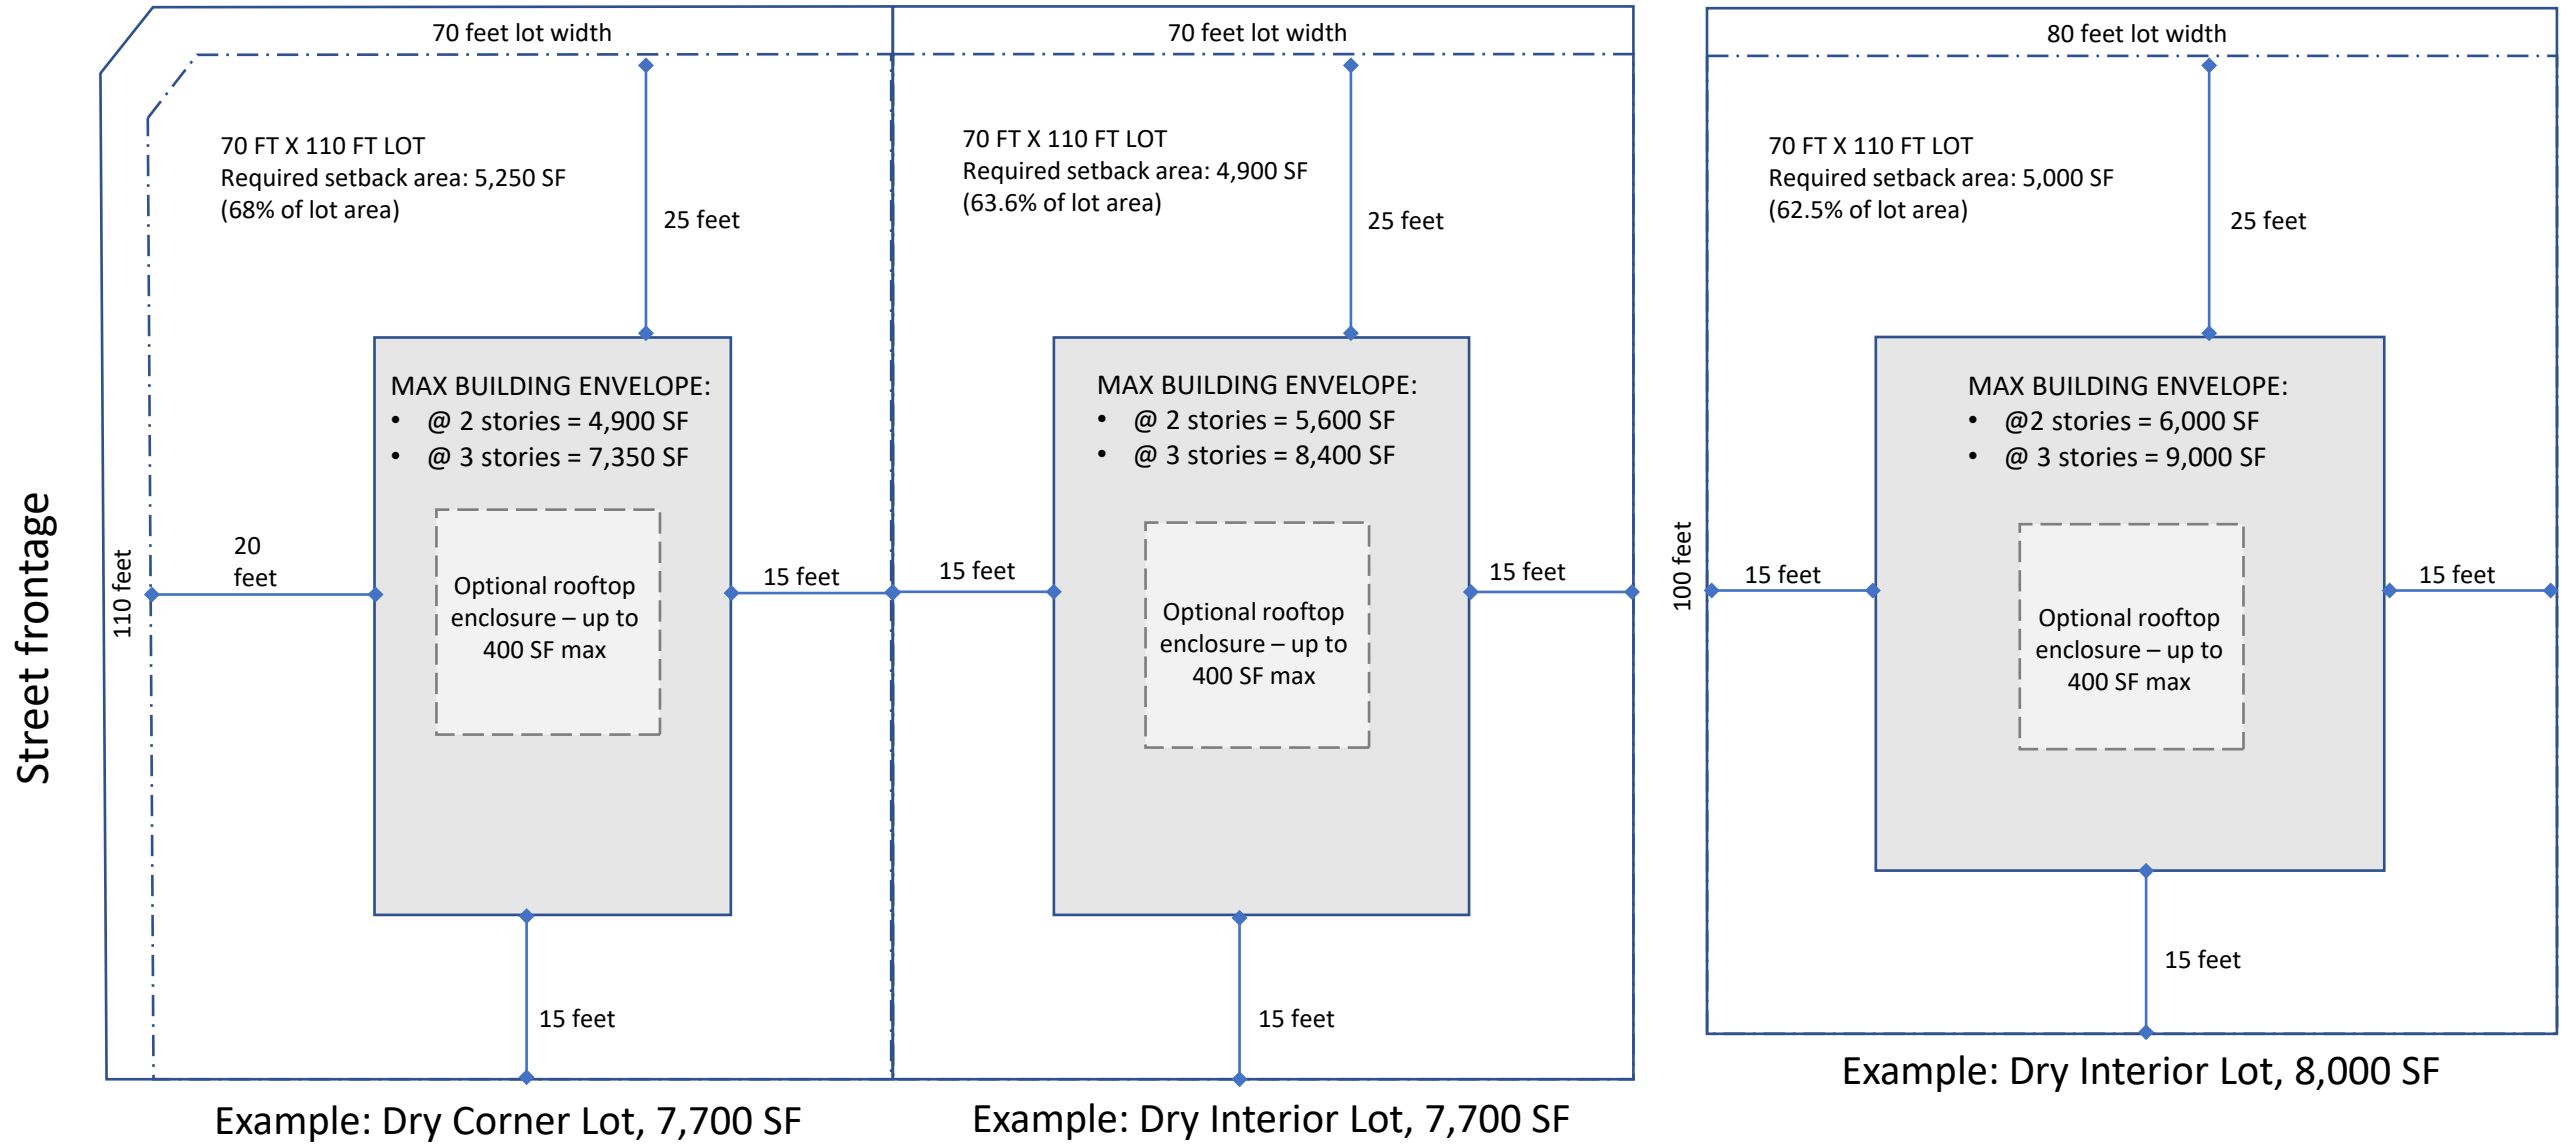 Street frontage
70 feet lot width
70 FT X 110 FT LOT
Required setback area: 5,250 SF
(68% of lot area)
25 feet
MAX BUILDING ENVELOPE:
• @ 2 stories = 4,900 SF
• @ 3 stories = 7,350 SF
110 feet
20
feet
Optional rooftop
enclosure – up to
400 SF max
15 feet
15 feet
Example: Dry Corner Lot, 7,700 SF
70 feet lot width
70 FT X 110 FT LOT
Required setback area: 4,900 SF
(63.6% of lot area)
25 feet
MAX BUILDING ENVELOPE:
• @ 2 stories = 5,600 SF
• @ 3 stories = 8,400 SF
15 feet
Optional rooftop
enclosure – up to
400 SF max
15 feet
15 feet
Example: Dry Interior Lot, 7,700 SF
80 feet lot width
70 FT X 110 FT LOT
Required setback area: 5,000 SF
(62.5% of lot area)
25 feet
MAX BUILDING ENVELOPE:
• @2 stories = 6,000 SF
• @ 3 stories = 9,000 SF
100 feet
15 feet
Optional rooftop
enclosure – up to
400 SF max
15 feet
15 feet
Example: Dry Interior Lot, 8,000 SF